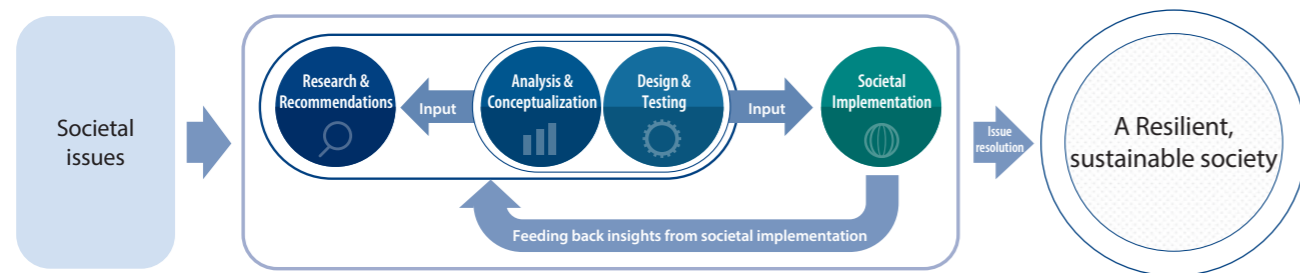 Societal
issues
Research &
Recommendations
Input
Analysis &
Conceptualization
Design &
Testing
Input
Societal
Implementation
Feeding back insights from societal implementation
Issue
resolution
A Resilient,
sustainable society